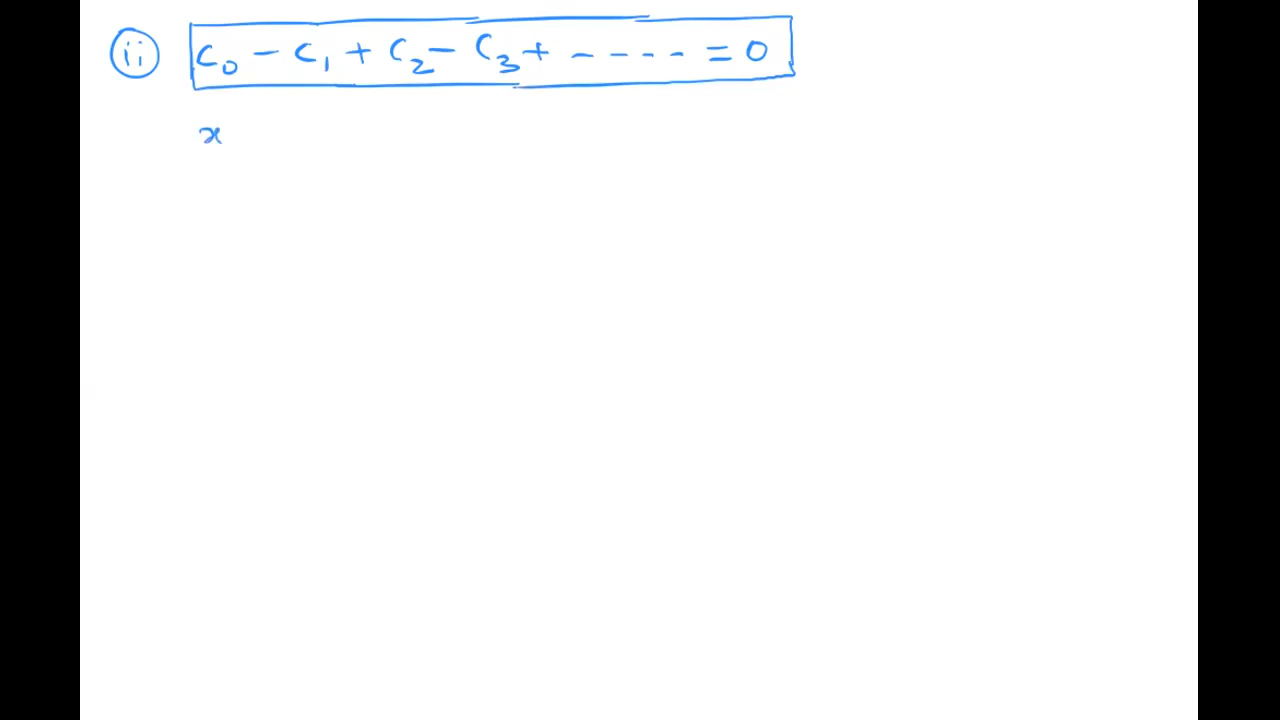 ii C₀ - C₁ + C₂ - C₃ + - - - - = 0
x